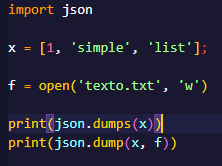 import json
x = [1, 'simple', 'list'];
f = open('texto.txt', 'w')
print(json.dumps(x))
print(json.dump(x, f))